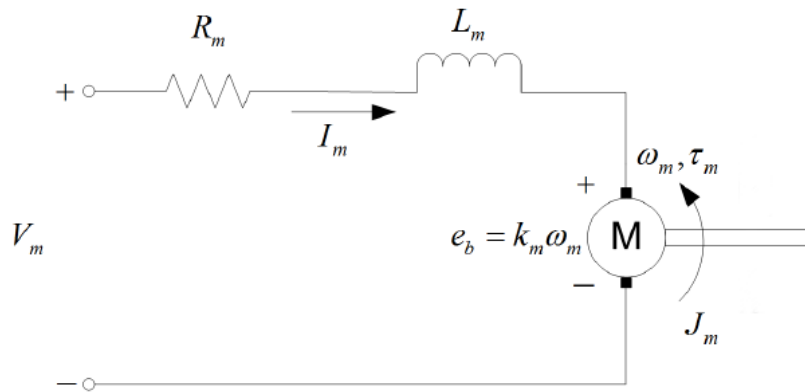 R_m
L_m
+
I_m
ω_m, τ_m
+
V_m
e_b = k_m ω_m
M
−
J_m
−